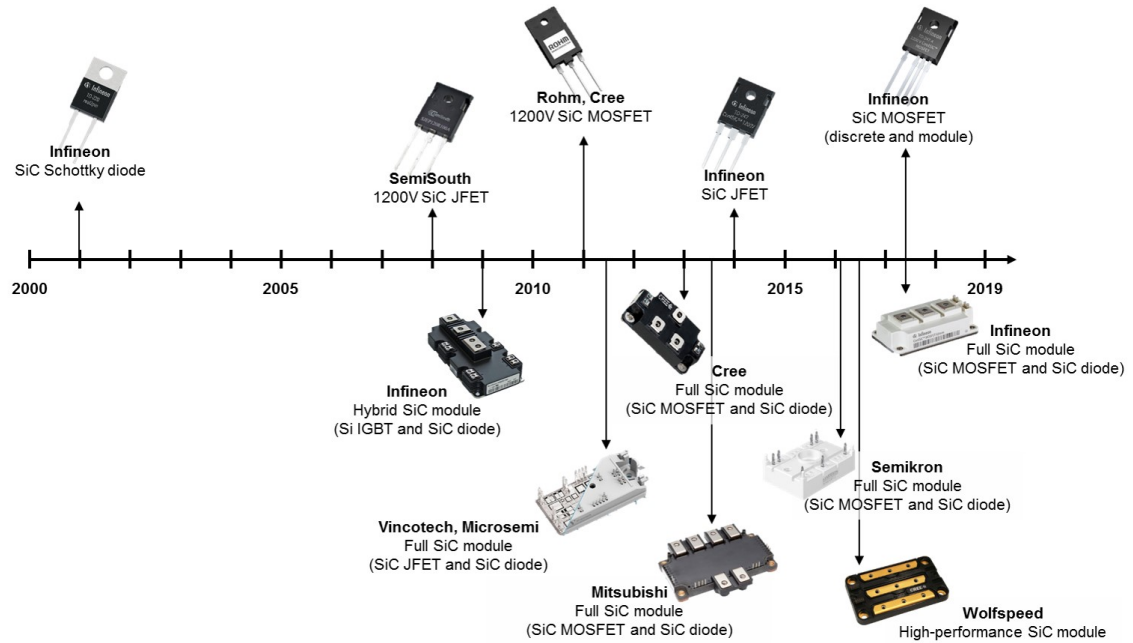 ROHM
Infineon
Infineon
Rohm, Cree
1200V SiC MOSFET
Infineon
SiC MOSFET
(discrete and module)
Infineon
SiC Schottky diode
SemiSouth
1200V SiC JFET
Infineon
SiC JFET
2000
2005
2010
2015
2019
Infineon
Full SiC module
(SiC MOSFET and SiC diode)
Cree
Full SiC module
(SiC MOSFET and SiC diode)
Infineon
Hybrid SiC module
(Si IGBT and SiC diode)
Semikron
Full SiC module
(SiC MOSFET and SiC diode)
Vincotech, Microsemi
Full SiC module
(SiC JFET and SiC diode)
Mitsubishi
Full SiC module
(SiC MOSFET and SiC diode)
Wolfspeed
High-performance SiC module